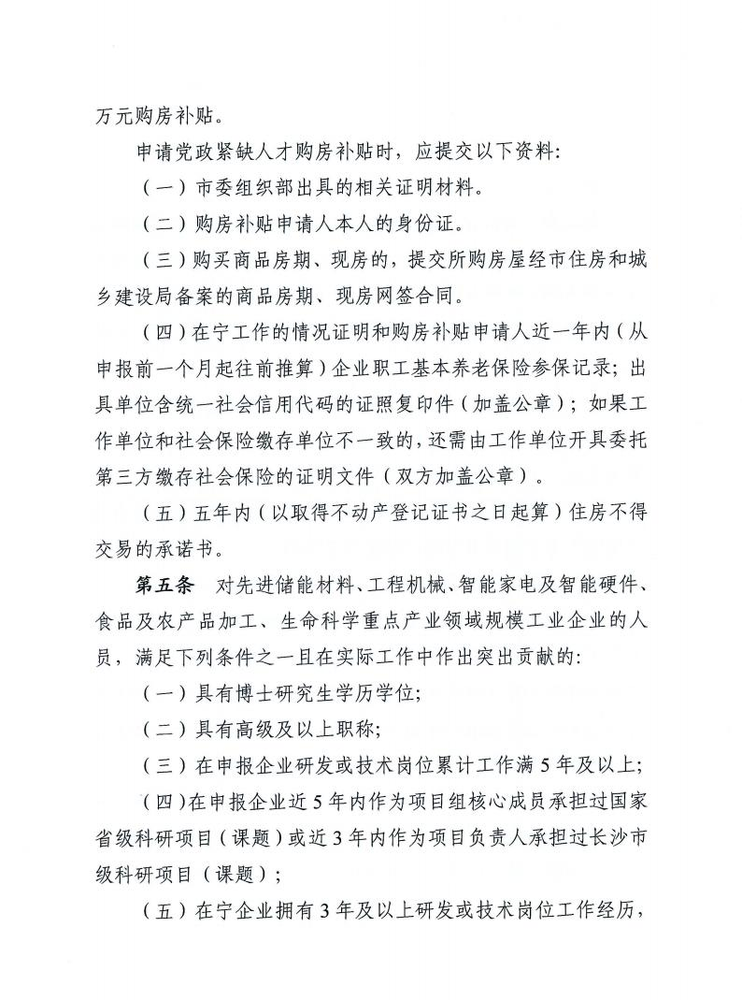 万元购房补贴。
申请党政紧缺人才购房补贴时，应提交以下资料：
（一）市委组织部出具的相关证明材料。
（二）购房补贴申请人本人的身份证。
（三）购买商品房期、现房的，提交所购房屋经市住房和城
乡建设局备案的商品房期、现房网签合同。
（四）在宁工作的情况证明和购房补贴申请人近一年内（从
申报前一个月起往前推算）企业职工基本养老保险参保记录；出
具单位含统一社会信用代码的证照复印件（加盖公章）；如果工
作单位和社会保险缴存单位不一致的，还需由工作单位开具委托
第三方缴存社会保险的证明文件（双方加盖公章）。
（五）五年内（以取得不动产登记证书之日起算）住房不得
交易的承诺书。
第五条 对先进储能材料、工程机械、智能家电及智能硬件、
食品及农产品加工、生命科学重点产业领域规模工业企业的人
员，满足下列条件之一且在实际工作中作出突出贡献的：
（一）具有博士研究生学历学位；
（二）具有高级及以上职称；
（三）在申报企业研发或技术岗位累计工作满 5 年及以上；
（四）在申报企业近 5 年内作为项目组核心成员承担过国家
省级科研项目（课题）或近 3 年内作为项目负责人承担过长沙市
级科研项目（课题）；
（五）在宁企业拥有 3 年及以上研发或技术岗位工作经历，